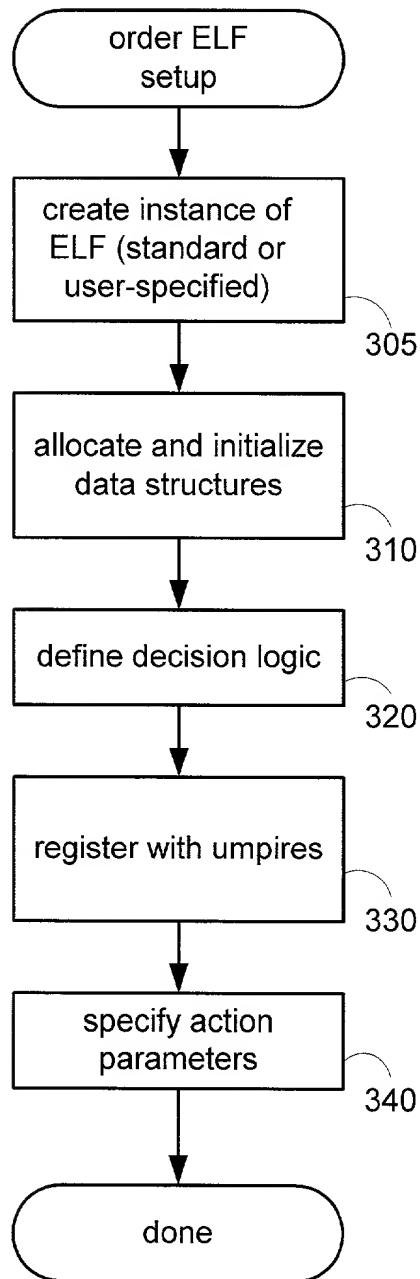 order ELF
setup
create instance of
ELF (standard or
user-specified)
305
allocate and initialize
data structures
310
define decision logic
320
register with umpires
330
specify action
parameters
340
done